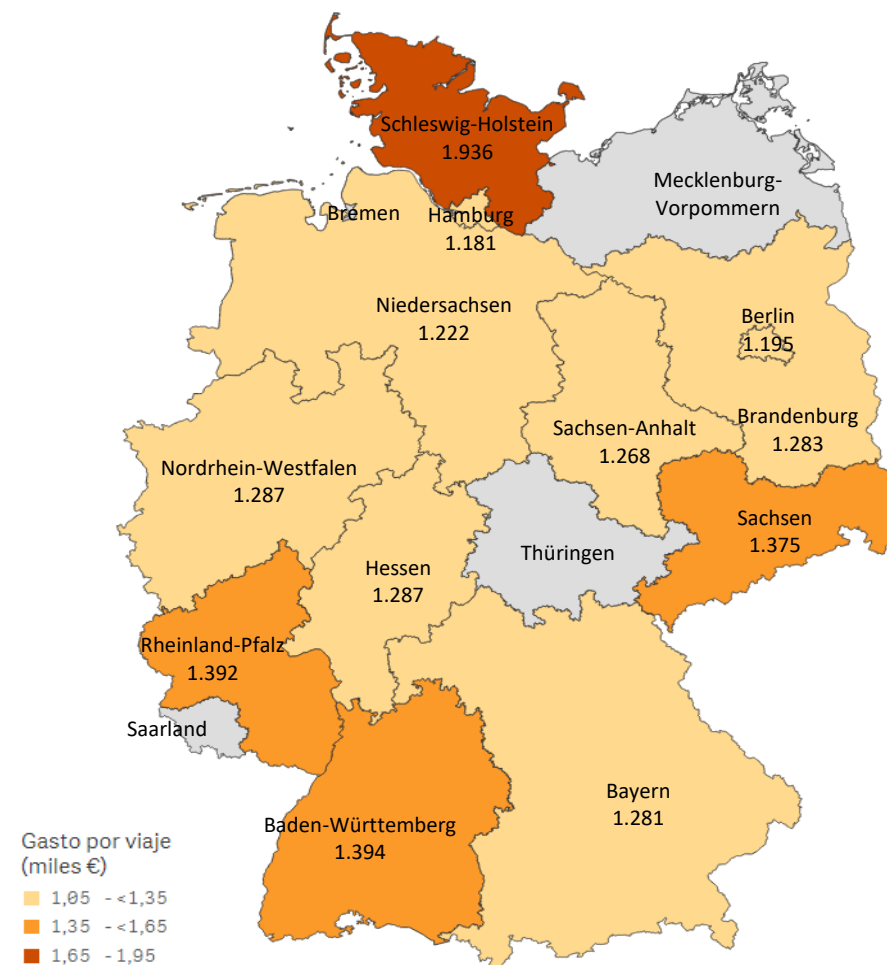 Schleswig-Holstein
1.936
Mecklenburg-
Vorpommern
Bremen
Hamburg
1.181
Niedersachsen
1.222
Berlin
1.195
Brandenburg
1.283
Sachsen-Anhalt
1.268
Nordrhein-Westfalen
1.287
Sachsen
1.375
Thüringen
Hessen
1.287
Rheinland-Pfalz
1.392
Saarland
Bayern
1.281
Baden-Württemberg
1.394
Gasto por viaje
(miles €)
1,05 - <1,35
1,35 - <1,65
1,65 - 1,95